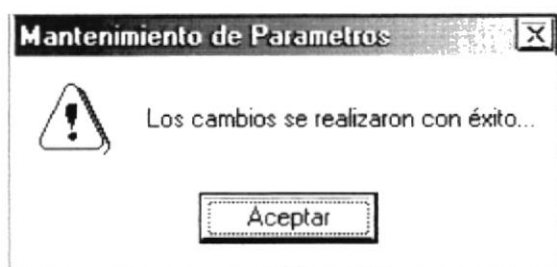 Mantenimiento de Parametros
Los cambios se realizaron con éxito...
Aceptar